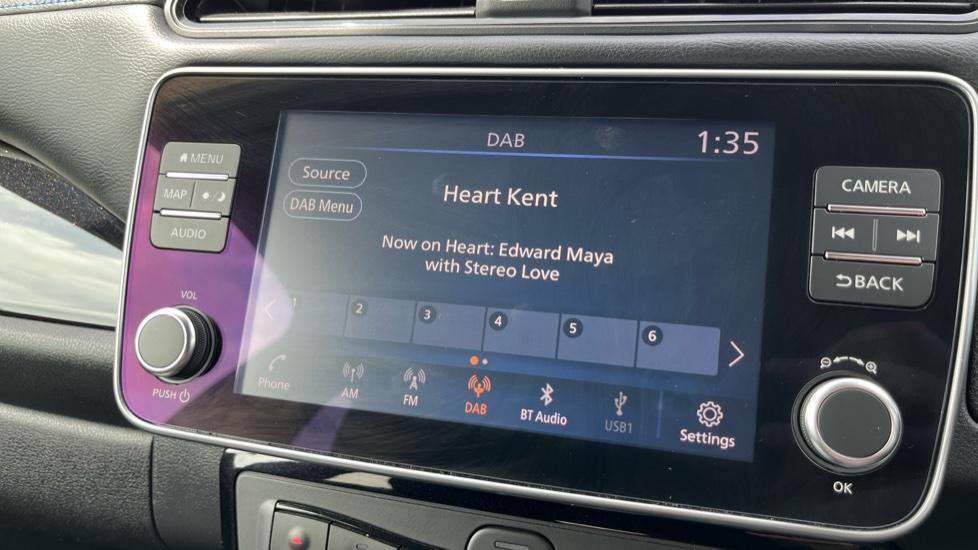 DAB
1:35
Source
DAB Menu
Heart Kent
Now on Heart: Edward Maya
with Stereo Love
1
2
3
4
5
6
Phone
AM
FM
DAB
BT Audio
USB1
Settings
MENU
MAP
AUDIO
VOL
PUSH
CAMERA
BACK
OK